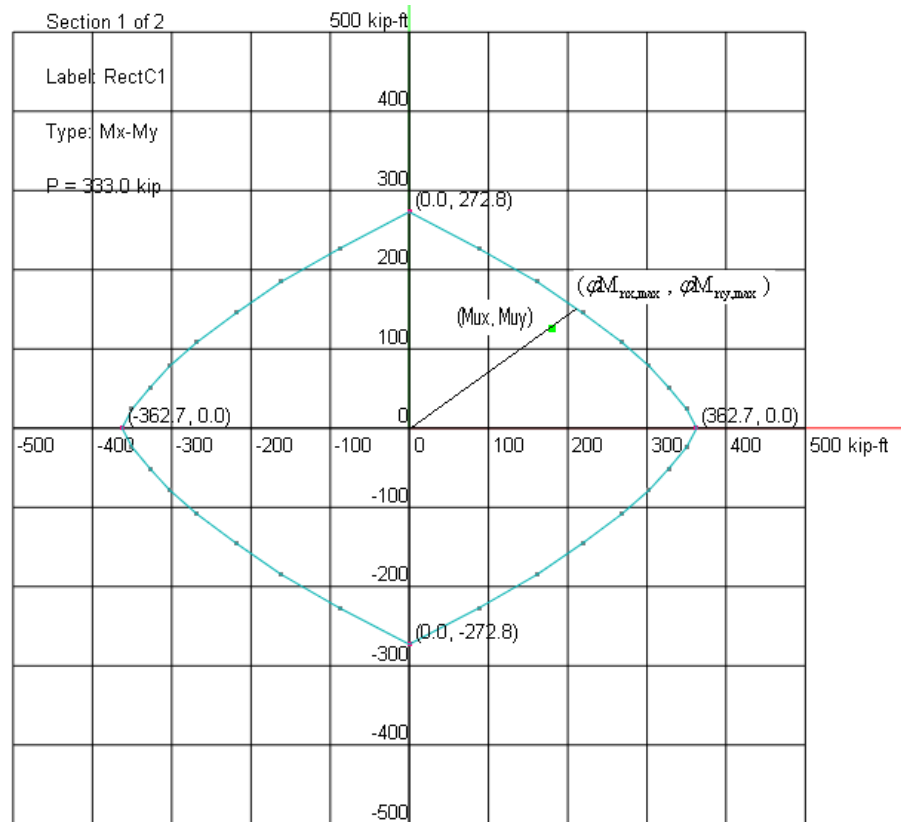 Section 1 of 2
500 kip-ft
Label: RectC1
400
Type: Mx-My
300
P = 333.0 kip
(0.0, 272.8)
200
(φM_nx,max , φM_ny,max )
(Mux, Muy)
100
0
(-362.7, 0.0)
(362.7, 0.0)
-500 -400 -300 -200 -100 0 100 200 300 400 500 kip-ft
-100
-200
(0.0, -272.8)
-300
-400
-500